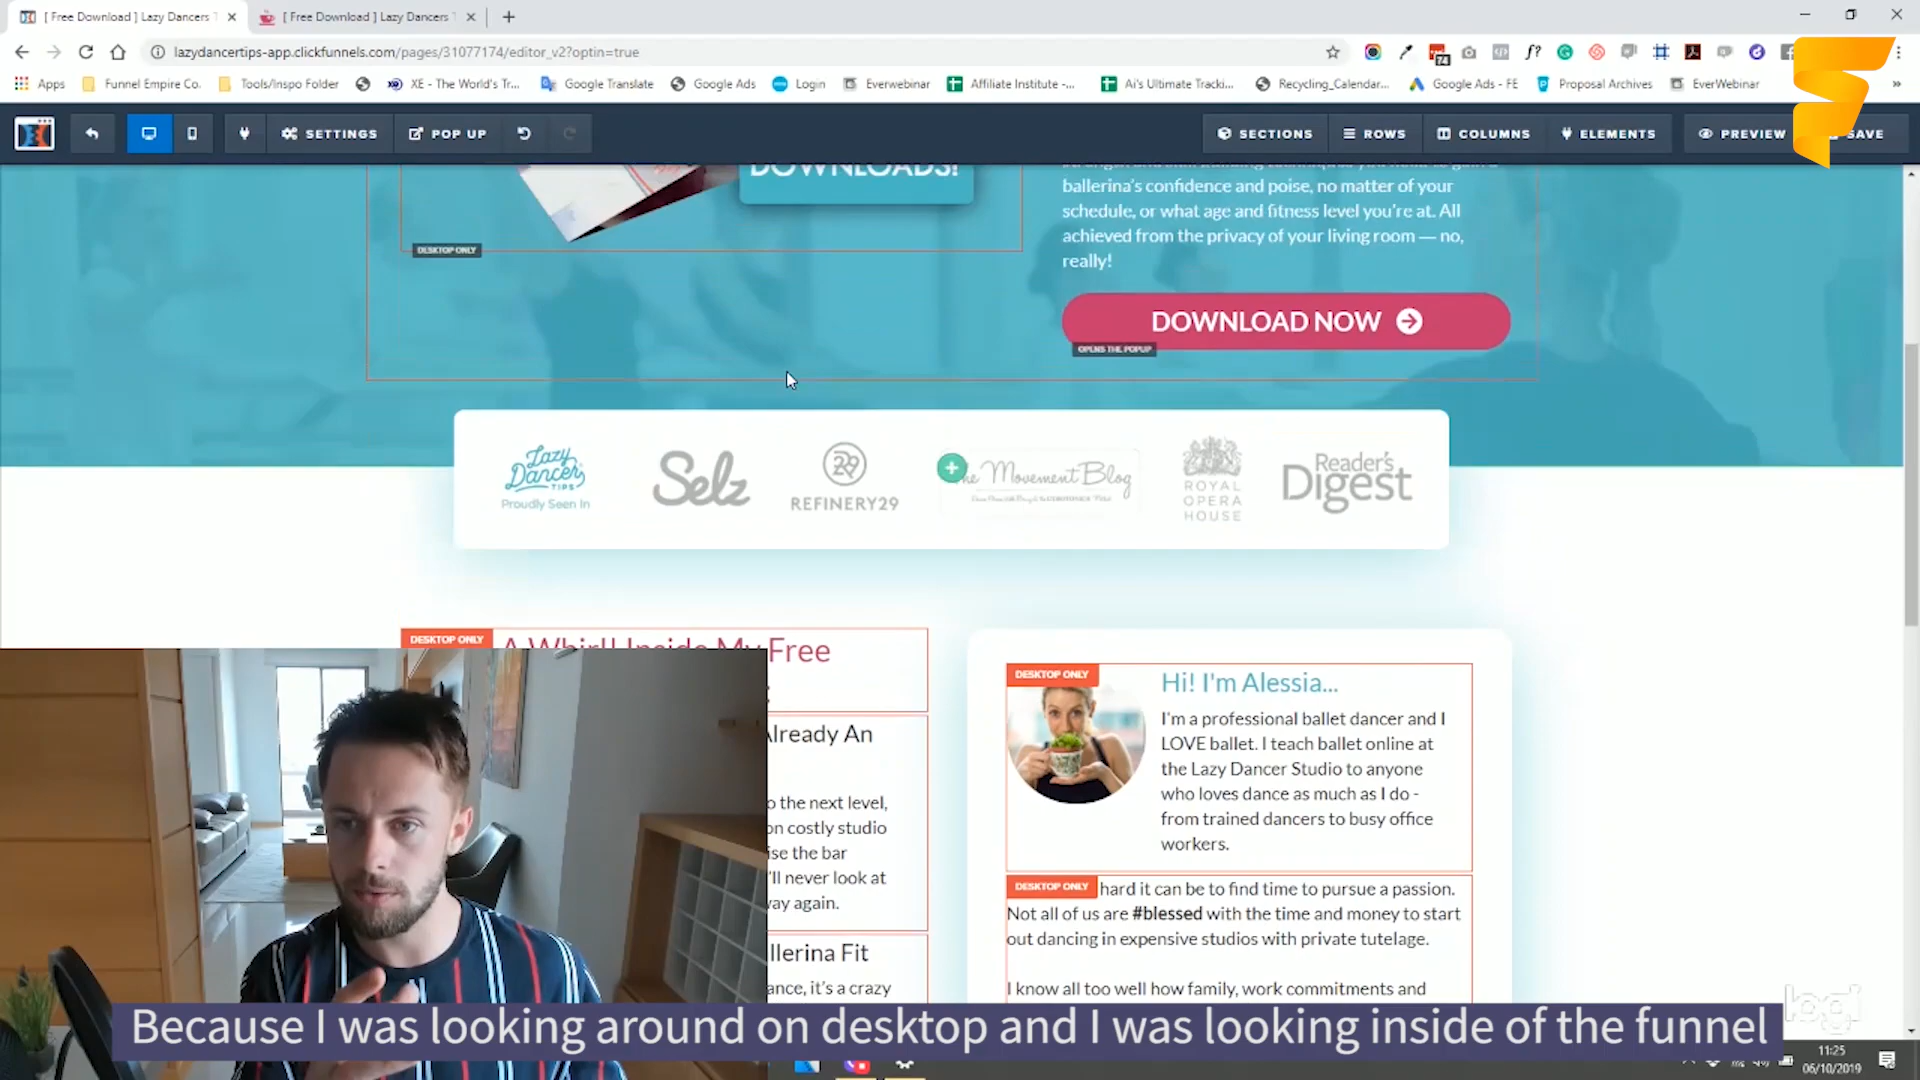 [ Free Download ] Lazy Dancers T
[ Free Download ] Lazy Dancers T
lazydancertips-app.clickfunnels.com/pages/31077174/editor_v2?optin=true
Apps
Funnel Empire Co.
Tools/Inspo Folder
XE - The World's Tr...
Google Translate
Google Ads
Login
Everwebinar
Affiliate Institute -...
Ai's Ultimate Tracki...
Recycling_Calendar...
Google Ads - FE
Proposal Archives
EverWebinar
SETTINGS
POP UP
SECTIONS
ROWS
COLUMNS
ELEMENTS
PREVIEW
SAVE
DOWNLOADS!
DESKTOP ONLY
ballerina's confidence and poise, no matter of your
schedule, or what age and fitness level you're at. All
achieved from the privacy of your living room — no,
really!
DOWNLOAD NOW
OPENS THE POPUP
Lazy
Dancer
TIPS
Proudly Seen In
Selz
R29
REFINERY29
The Movement Blog
ROYAL
OPERA
HOUSE
Reader's
Digest
DESKTOP ONLY
A Whirl! Inside My Free
Already An
o the next level,
on costly studio
ise the bar
'll never look at
way again.
llerina Fit
ance, it's a crazy
DESKTOP ONLY
Hi! I'm Alessia...
I'm a professional ballet dancer and I
LOVE ballet. I teach ballet online at
the Lazy Dancer Studio to anyone
who loves dance as much as I do -
from trained dancers to busy office
workers.
DESKTOP ONLY
hard it can be to find time to pursue a passion.
Not all of us are #blessed with the time and money to start
out dancing in expensive studios with private tutelage.
I know all too well how family, work commitments and
logi
Because I was looking around on desktop and I was looking inside of the funnel
11:25
06/10/2019